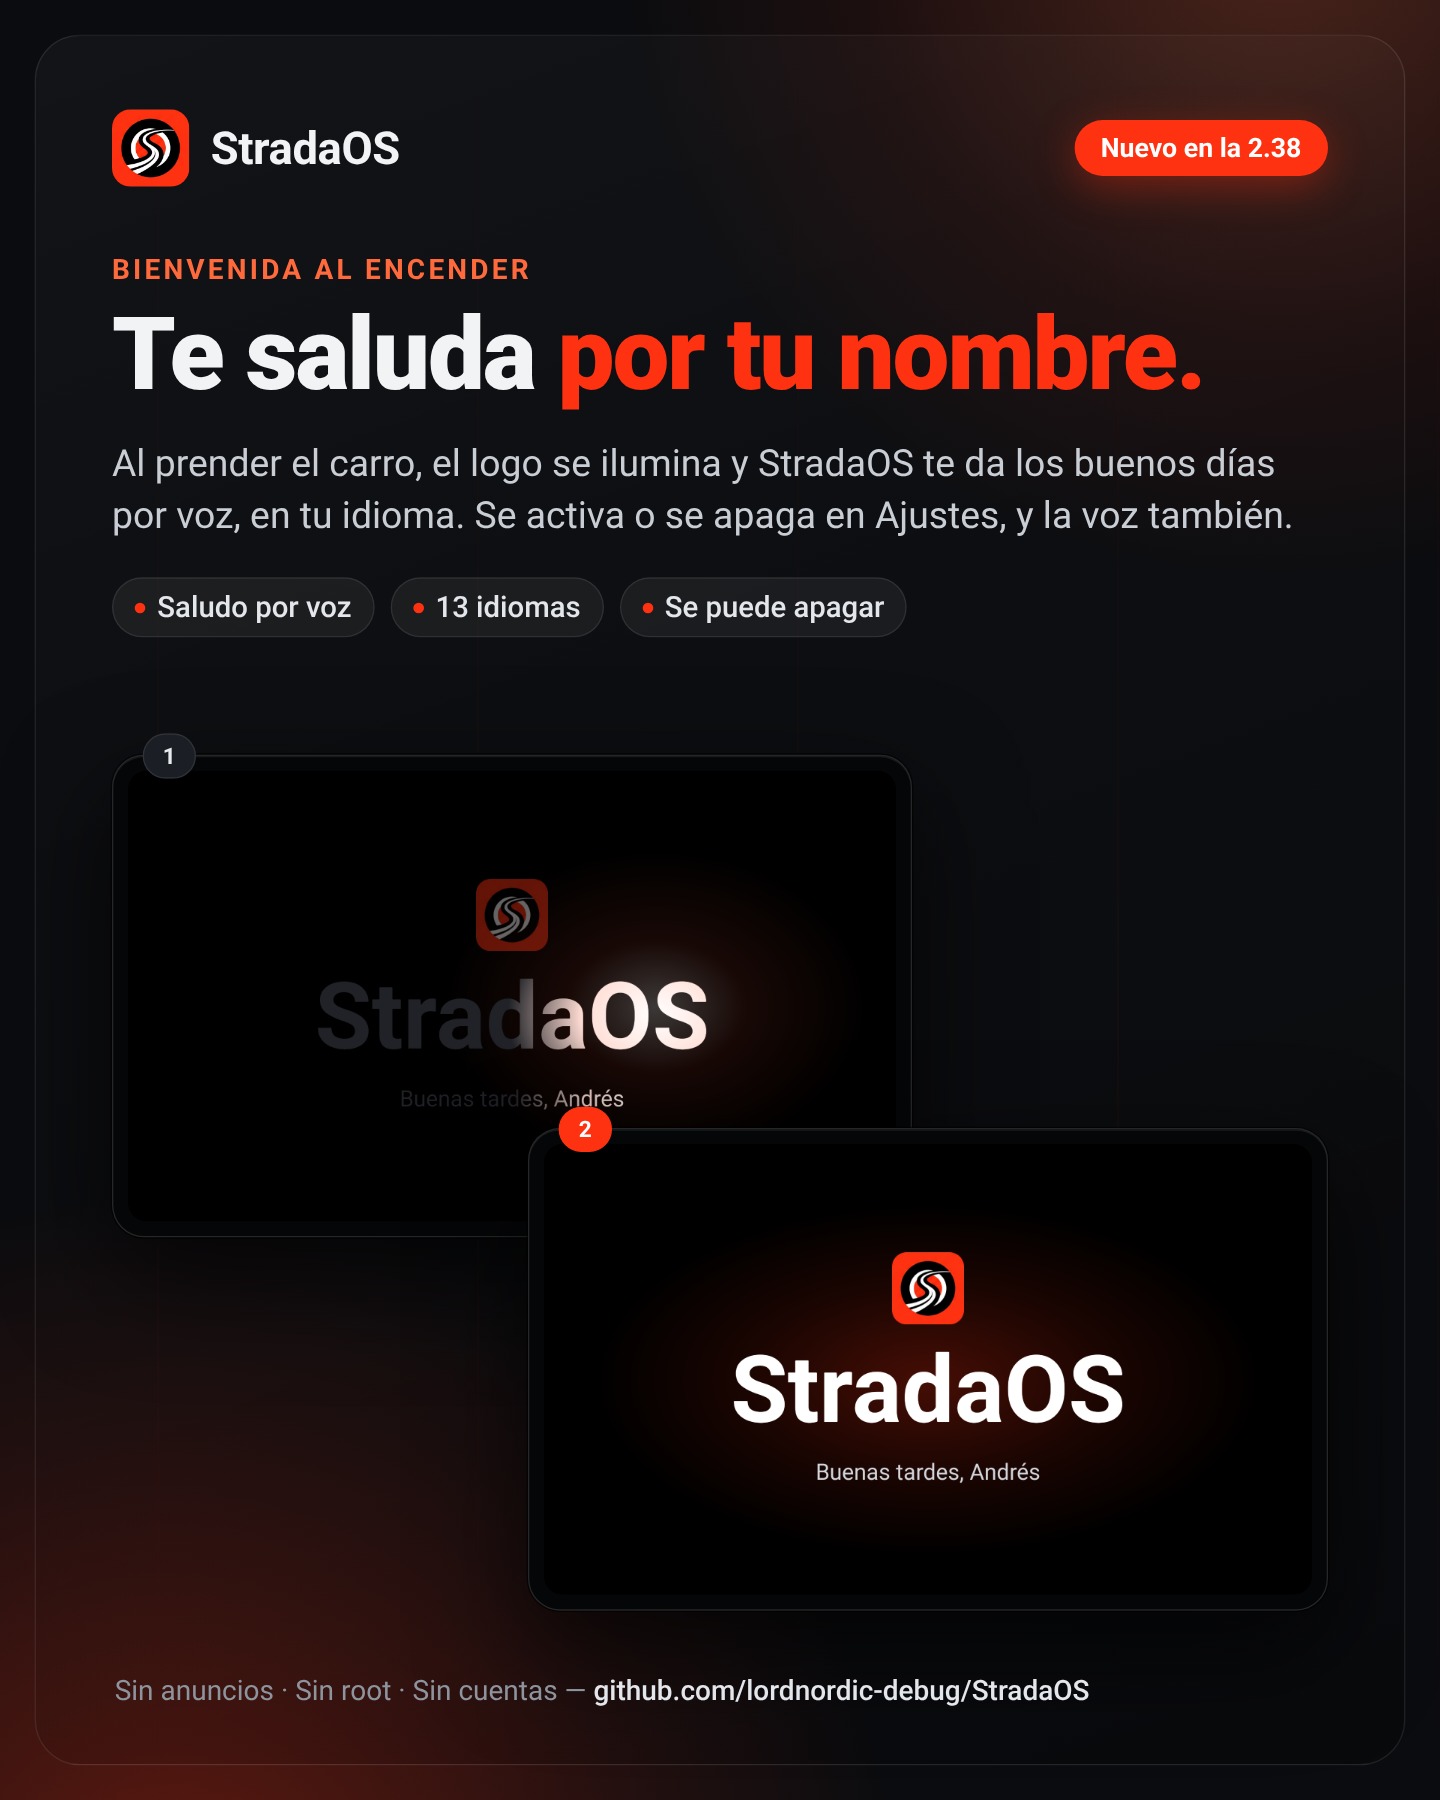 StradaOS
Nuevo en la 2.38
BIENVENIDA AL ENCENDER
Te saluda por tu nombre.
Al prender el carro, el logo se ilumina y StradaOS te da los buenos días
por voz, en tu idioma. Se activa o se apaga en Ajustes, y la voz también.
Saludo por voz
13 idiomas
Se puede apagar
1
StradaOS
Buenas tardes, Andrés
2
StradaOS
Buenas tardes, Andrés
Sin anuncios · Sin root · Sin cuentas — github.com/lordnordic-debug/StradaOS